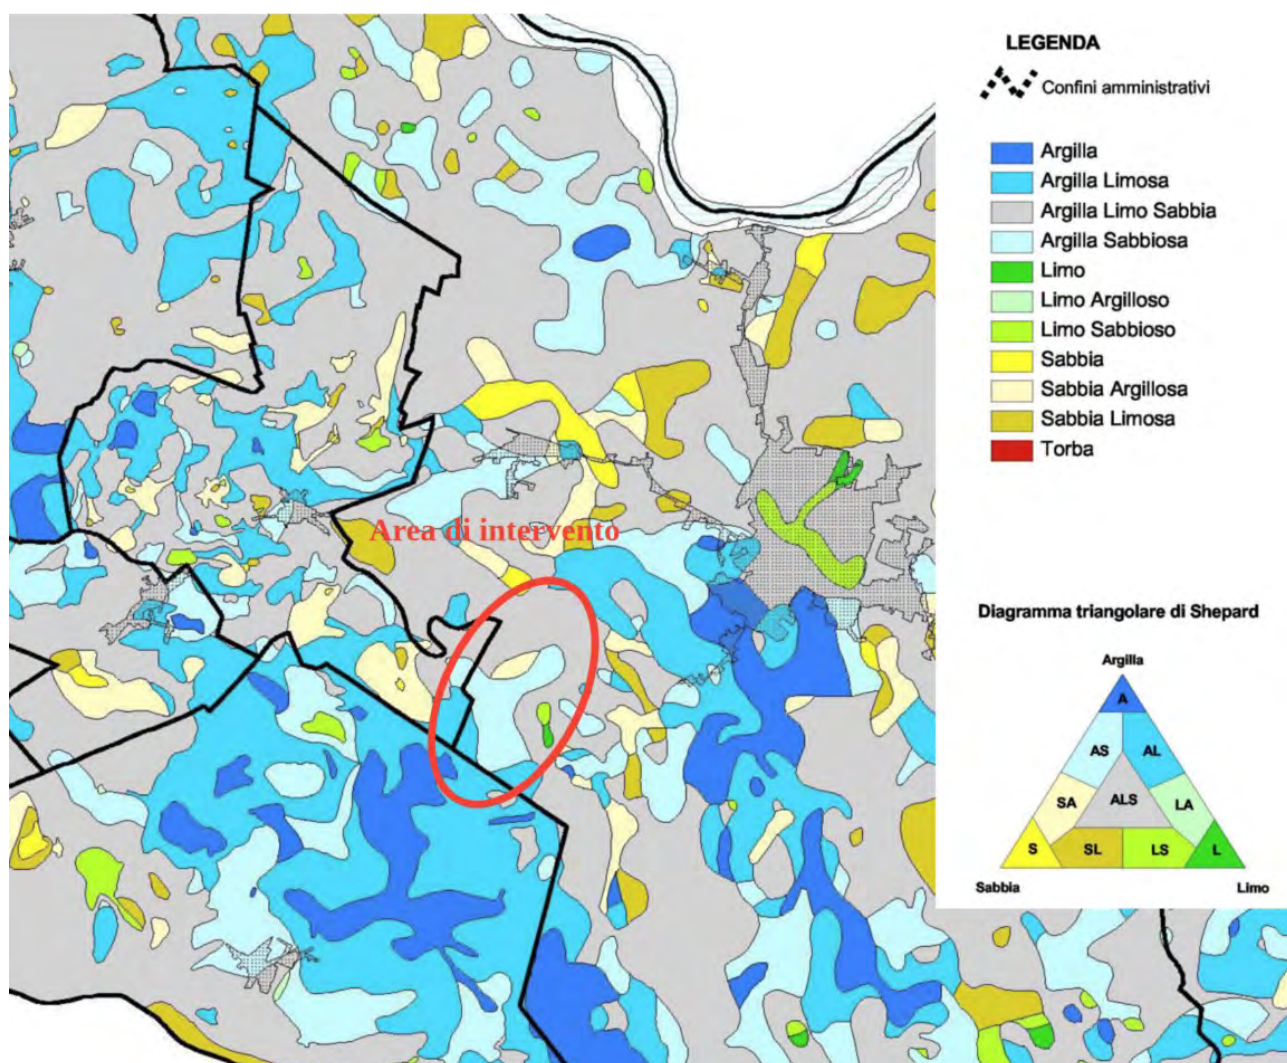 LEGENDA
Confini amministrativi
Argilla
Argilla Limosa
Argilla Limo Sabbia
Argilla Sabbiosa
Limo
Limo Argilloso
Limo Sabbioso
Sabbia
Sabbia Argillosa
Sabbia Limosa
Torba
Area di intervento
Diagramma triangolare di Shepard
Argilla
A
AS AL
SA ALS LA
S SL LS L
Sabbia Limo